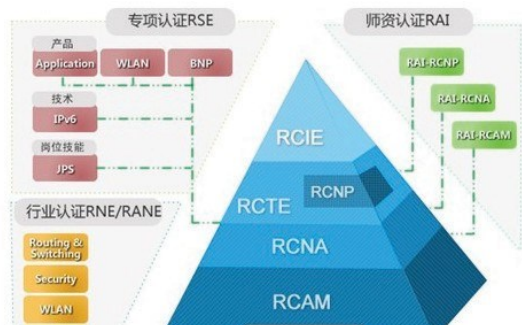 专项认证RSE
产品
Application
WLAN
BNP
技术
IPv6
岗位技能
JPS
行业认证RNE/RANE
Routing &
Switching
Security
WLAN
师资认证RAI
RAI-RCNP
RAI-RCNA
RAI-RCAM
RCIE
RCNP
RCTE
RCNA
RCAM